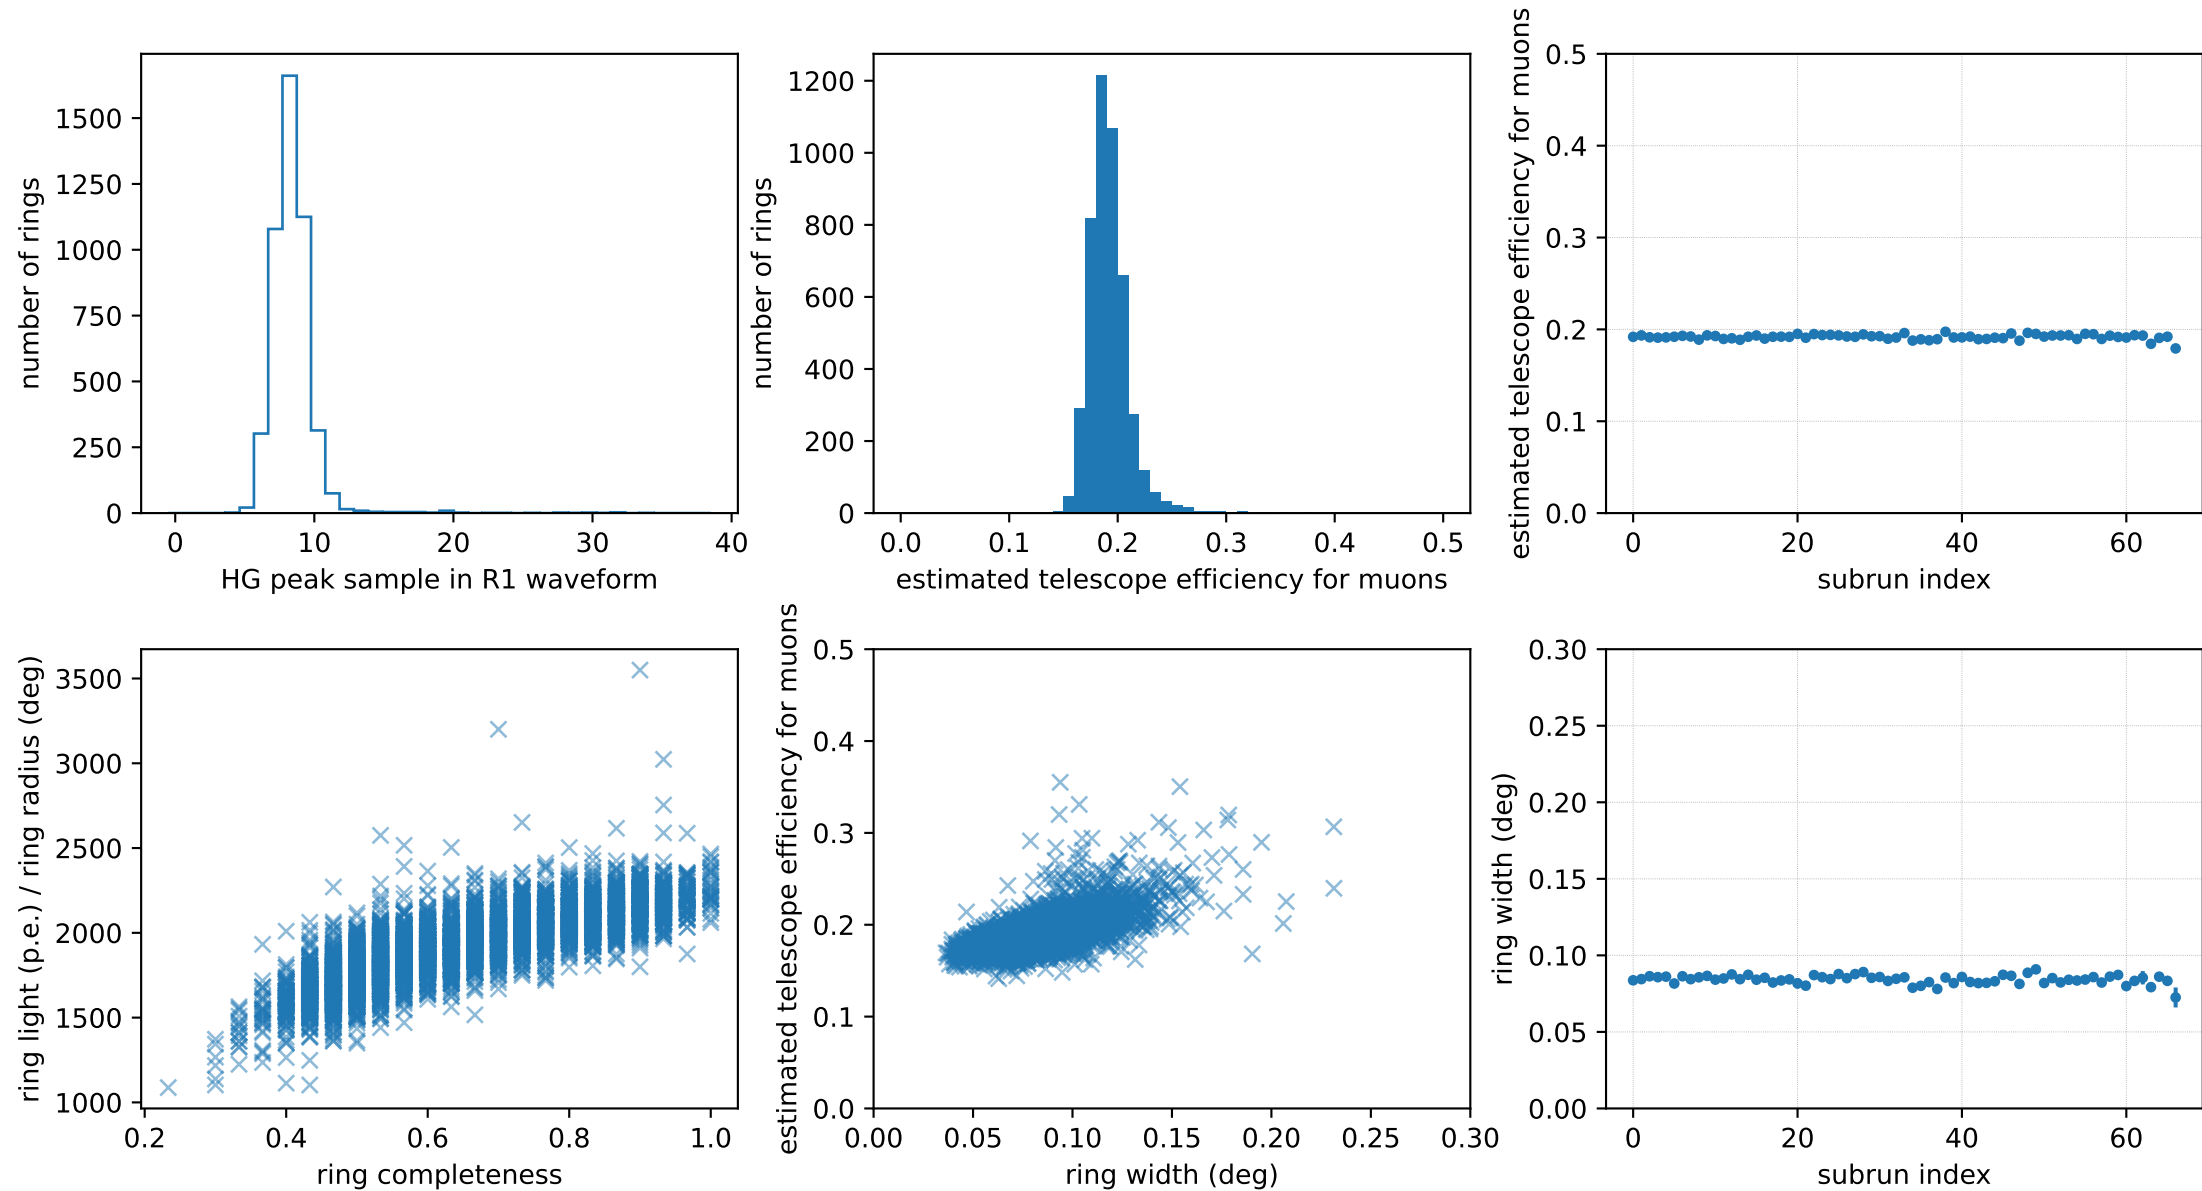 number of rings
1500
1250
1000
750
500
250
0
0 10 20 30 40
HG peak sample in R1 waveform
number of rings
1200
1000
800
600
400
200
0
0.0 0.1 0.2 0.3 0.4 0.5
estimated telescope efficiency for muons
estimated telescope efficiency for muons
0.5
0.4
0.3
0.2
0.1
0.0
0 20 40 60
subrun index
ring light (p.e.) / ring radius (deg)
3500
3000
2500
2000
1500
1000
0.2 0.4 0.6 0.8 1.0
ring completeness
estimated telescope efficiency for muons
0.5
0.4
0.3
0.2
0.1
0.0
0.00 0.05 0.10 0.15 0.20 0.25 0.30
ring width (deg)
ring width (deg)
0.30
0.25
0.20
0.15
0.10
0.05
0.00
0 20 40 60
subrun index